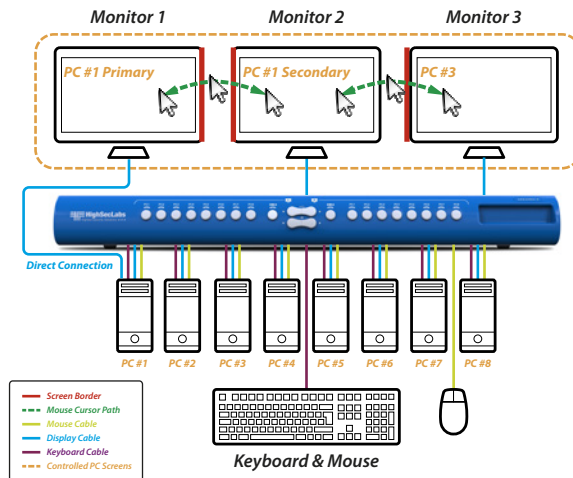 Monitor 1
Monitor 2
Monitor 3
PC #1 Primary
PC #1 Secondary
PC #3
HighSecLabs
Direct Connection
PC #1
PC #2
PC #3
PC #4
PC #5
PC #6
PC #7
PC #8
Screen Border
Mouse Cursor Path
Mouse Cable
Display Cable
Keyboard Cable
Controlled PC Screens
Keyboard & Mouse